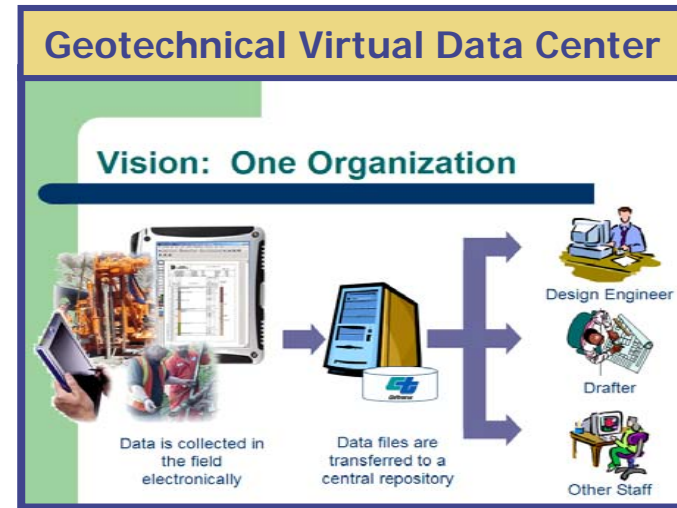 Geotechnical Virtual Data Center
Vision: One Organization
Data is collected in
the field
electronically
Data files are
transferred to a
central repository
Caltrans
Design Engineer
Drafter
Other Staff